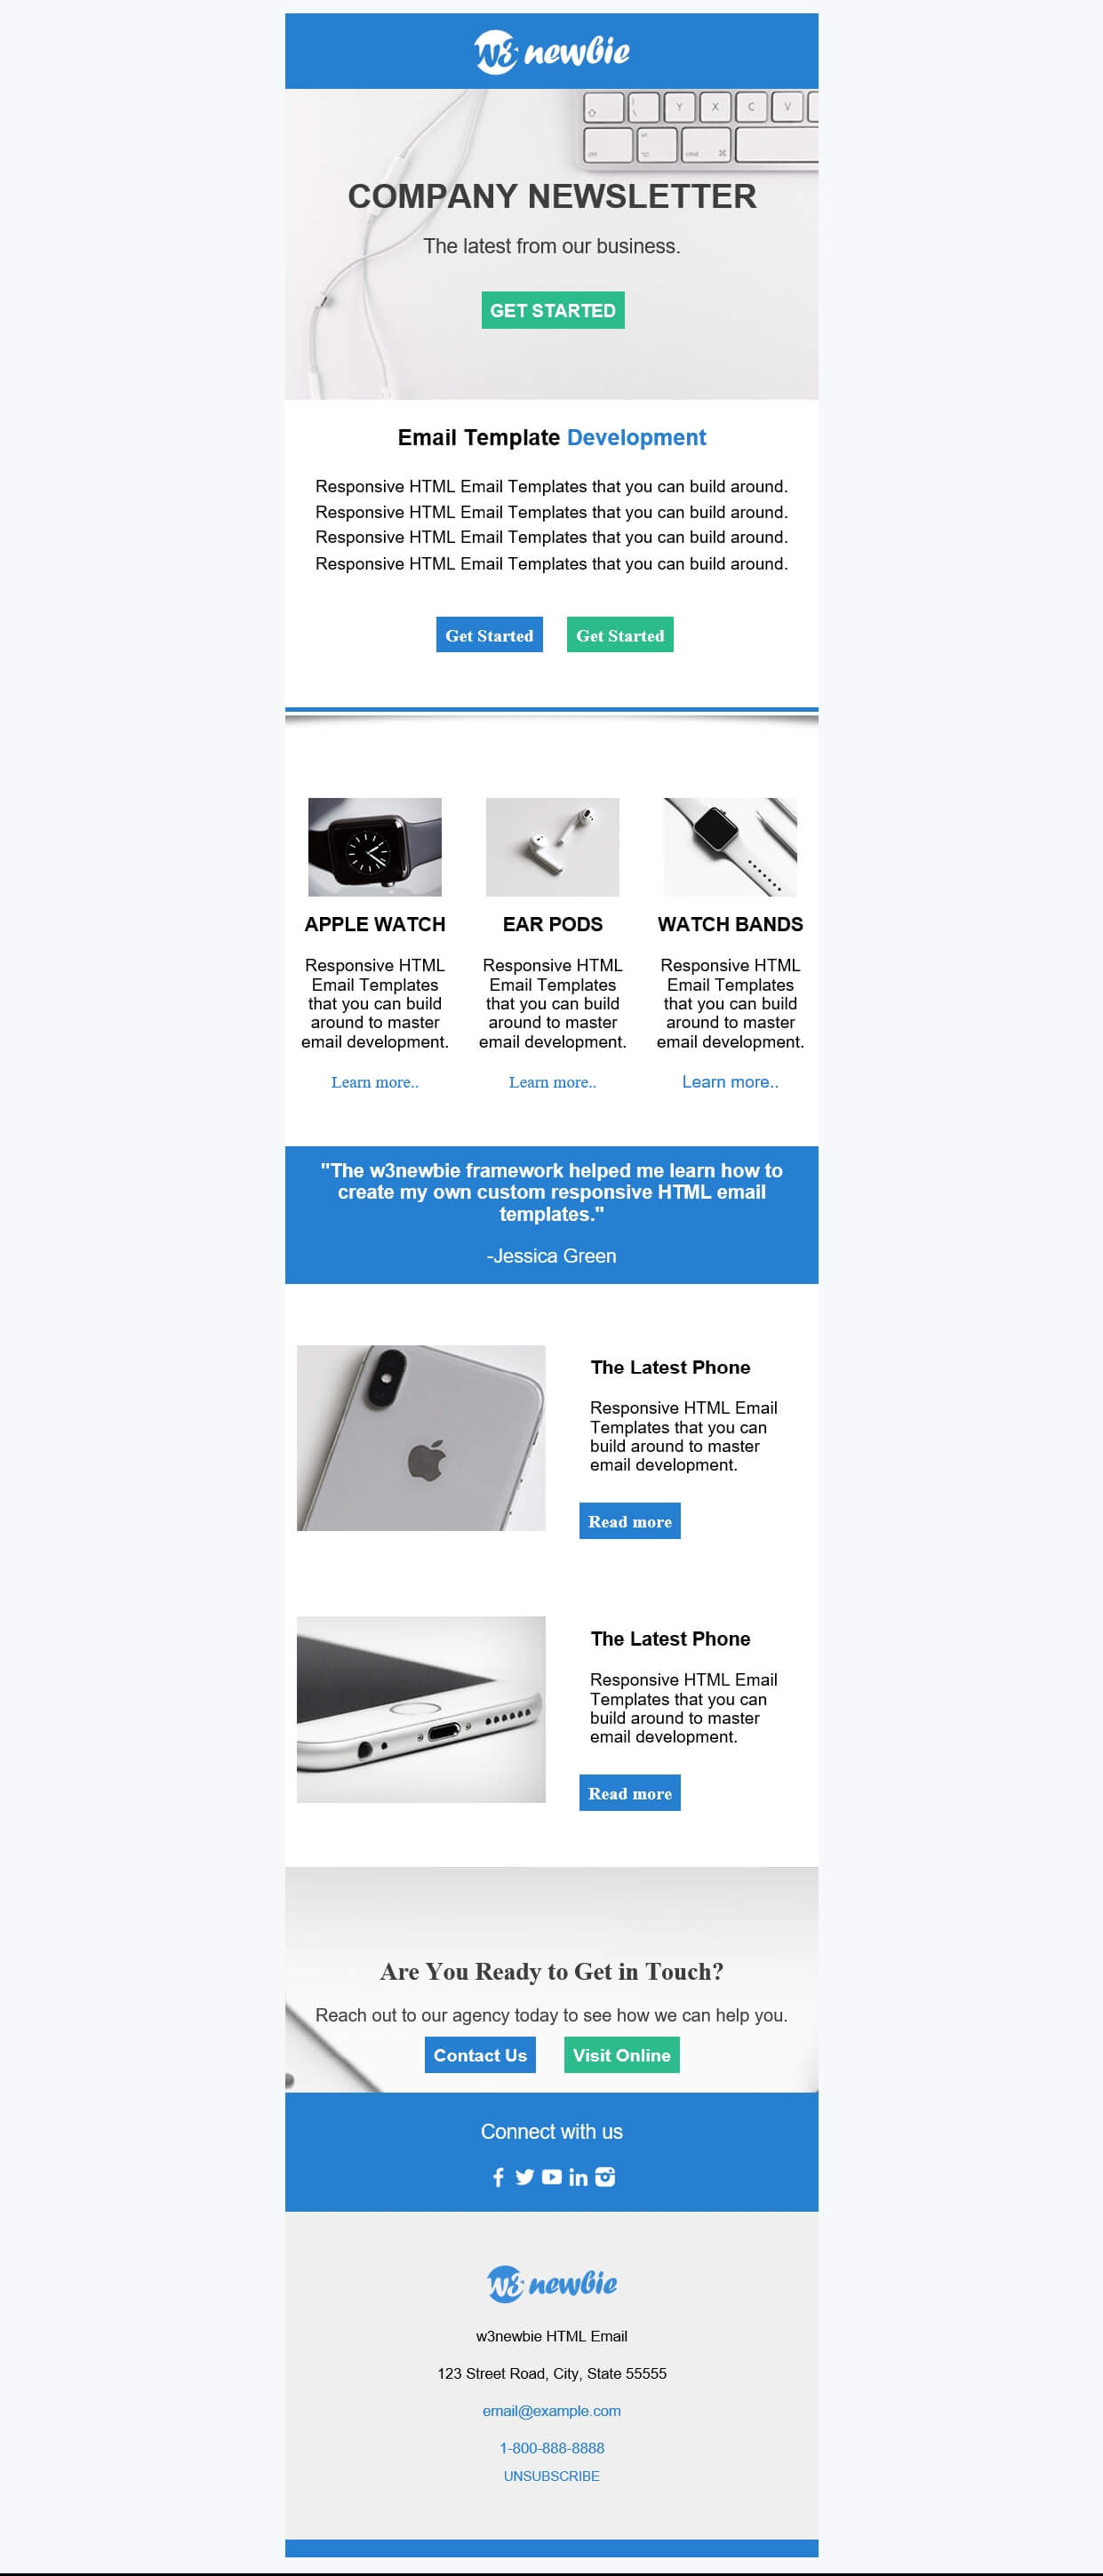 w3 newbie
Y X C V
ctrl alt cmd ⌘
COMPANY NEWSLETTER
The latest from our business.
GET STARTED
Email Template Development
Responsive HTML Email Templates that you can build around.
Responsive HTML Email Templates that you can build around.
Responsive HTML Email Templates that you can build around.
Responsive HTML Email Templates that you can build around.
Get Started Get Started
APPLE WATCH
Responsive HTML
Email Templates
that you can build
around to master
email development.
Learn more..
EAR PODS
Responsive HTML
Email Templates
that you can build
around to master
email development.
Learn more..
WATCH BANDS
Responsive HTML
Email Templates
that you can build
around to master
email development.
Learn more..
"The w3newbie framework helped me learn how to
create my own custom responsive HTML email
templates."
-Jessica Green
The Latest Phone
Responsive HTML Email
Templates that you can
build around to master
email development.
Read more
The Latest Phone
Responsive HTML Email
Templates that you can
build around to master
email development.
Read more
Are You Ready to Get in Touch?
Reach out to our agency today to see how we can help you.
Contact Us Visit Online
Connect with us
w3 newbie
w3newbie HTML Email
123 Street Road, City, State 55555
email@example.com
1-800-888-8888
UNSUBSCRIBE